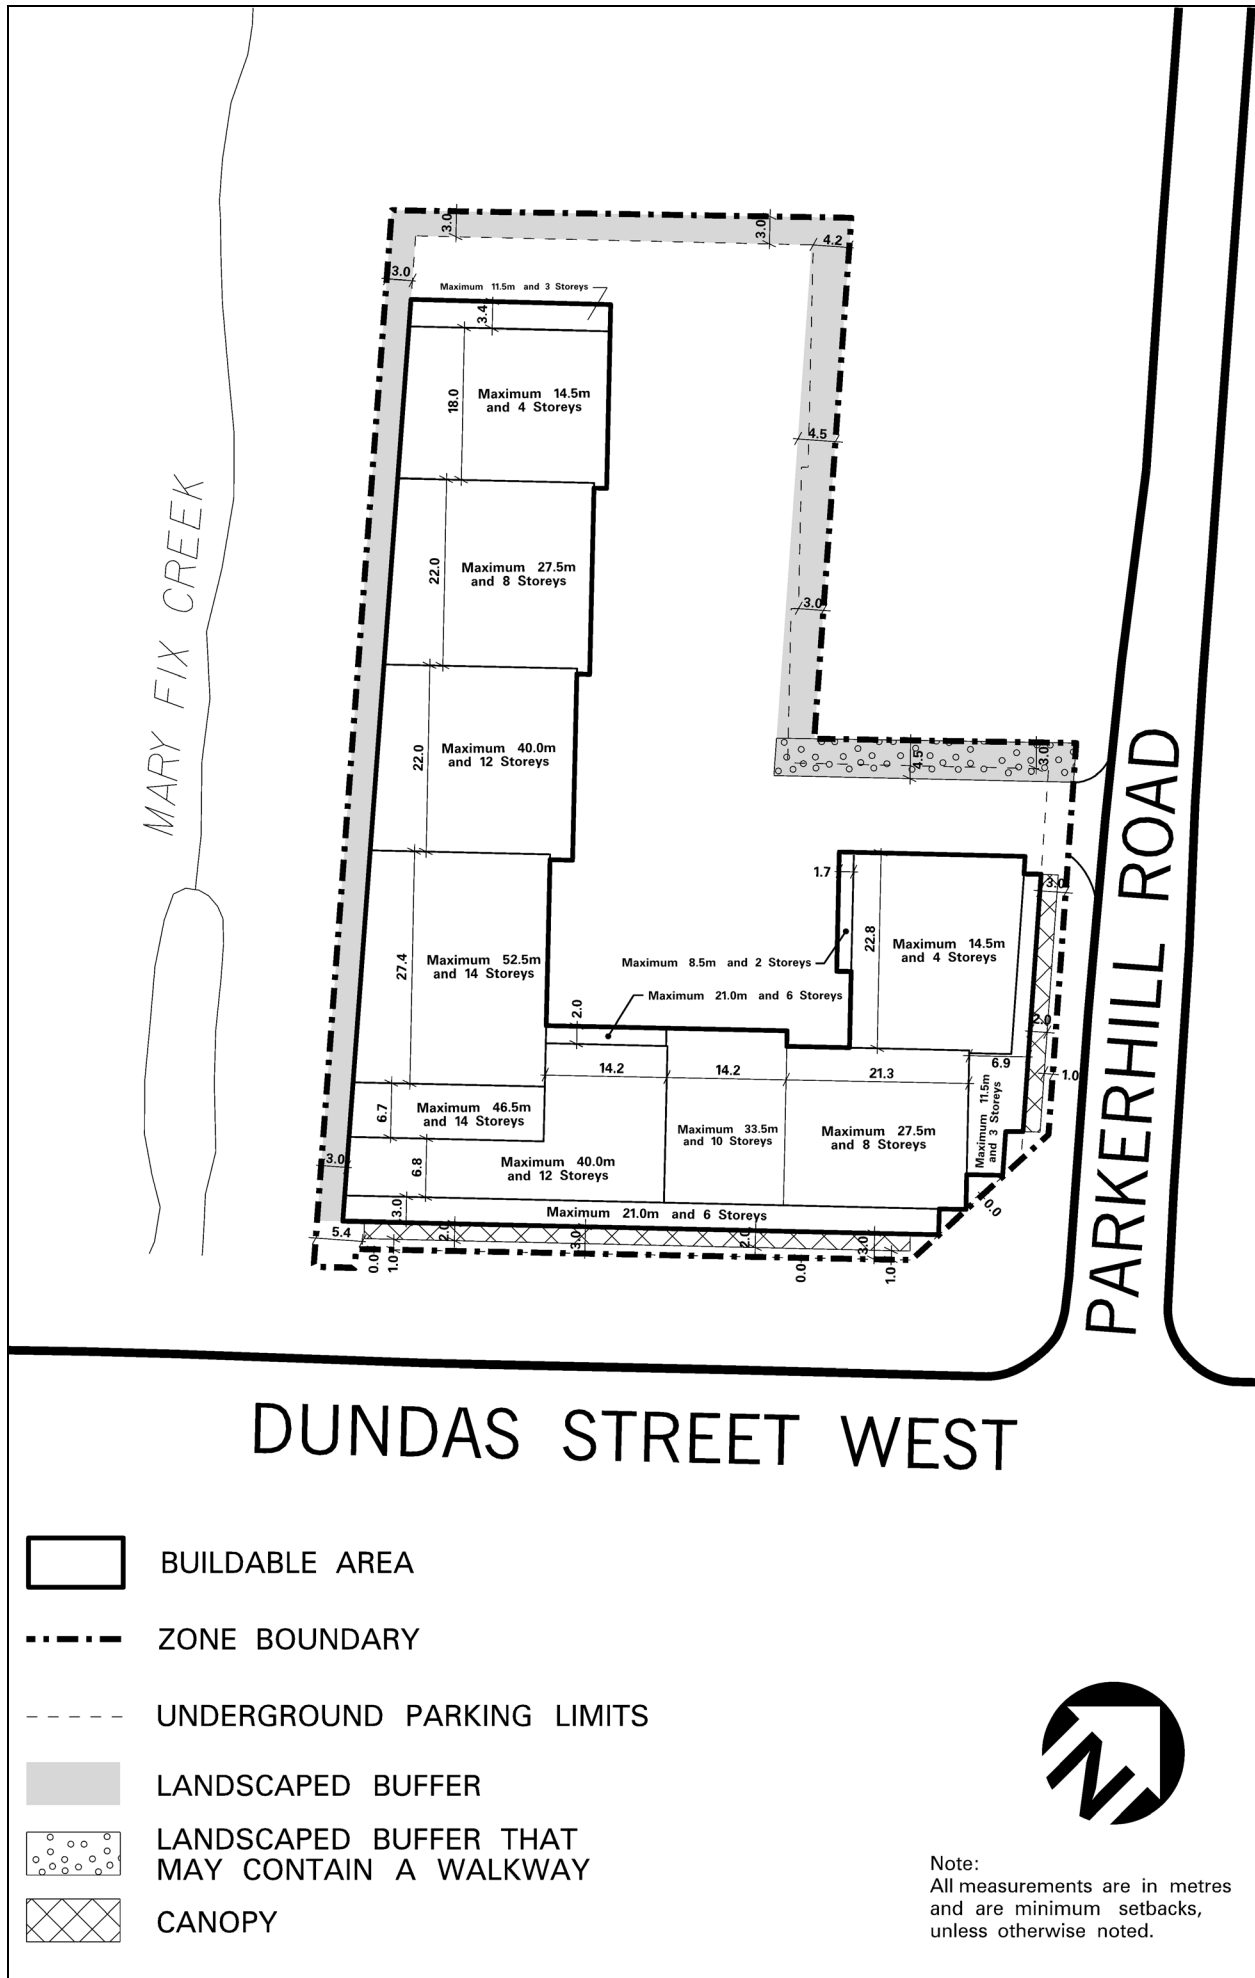 3.0
3.0
4.2
3.0
Maximum 11.5m and 3 Storeys
3.4
18.0
Maximum 14.5m
and 4 Storeys
4.5
22.0
Maximum 27.5m
and 8 Storeys
3.0
MARY FIX CREEK
22.0
Maximum 40.0m
and 12 Storeys
4.5
3.0
PARKERHILL ROAD
1.7
3.0
22.8
Maximum 14.5m
and 4 Storeys
27.4
Maximum 52.5m
and 14 Storeys
Maximum 8.5m and 2 Storeys
Maximum 21.0m and 6 Storeys
2.0
2.0
14.2
14.2
21.3
6.9
1.0
6.7
Maximum 46.5m
and 14 Storeys
Maximum 33.5m
and 10 Storeys
Maximum 27.5m
and 8 Storeys
Maximum 11.5m
and 3 Storeys
3.0
6.8
Maximum 40.0m
and 12 Storeys
0.0
3.0
Maximum 21.0m and 6 Storeys
5.4
2.0
3.0
2.0
3.0
0.0
1.0
0.0
1.0
DUNDAS STREET WEST
BUILDABLE AREA
ZONE BOUNDARY
UNDERGROUND PARKING LIMITS
LANDSCAPED BUFFER
LANDSCAPED BUFFER THAT
MAY CONTAIN A WALKWAY
CANOPY
N
Note:
All measurements are in metres
and are minimum setbacks,
unless otherwise noted.